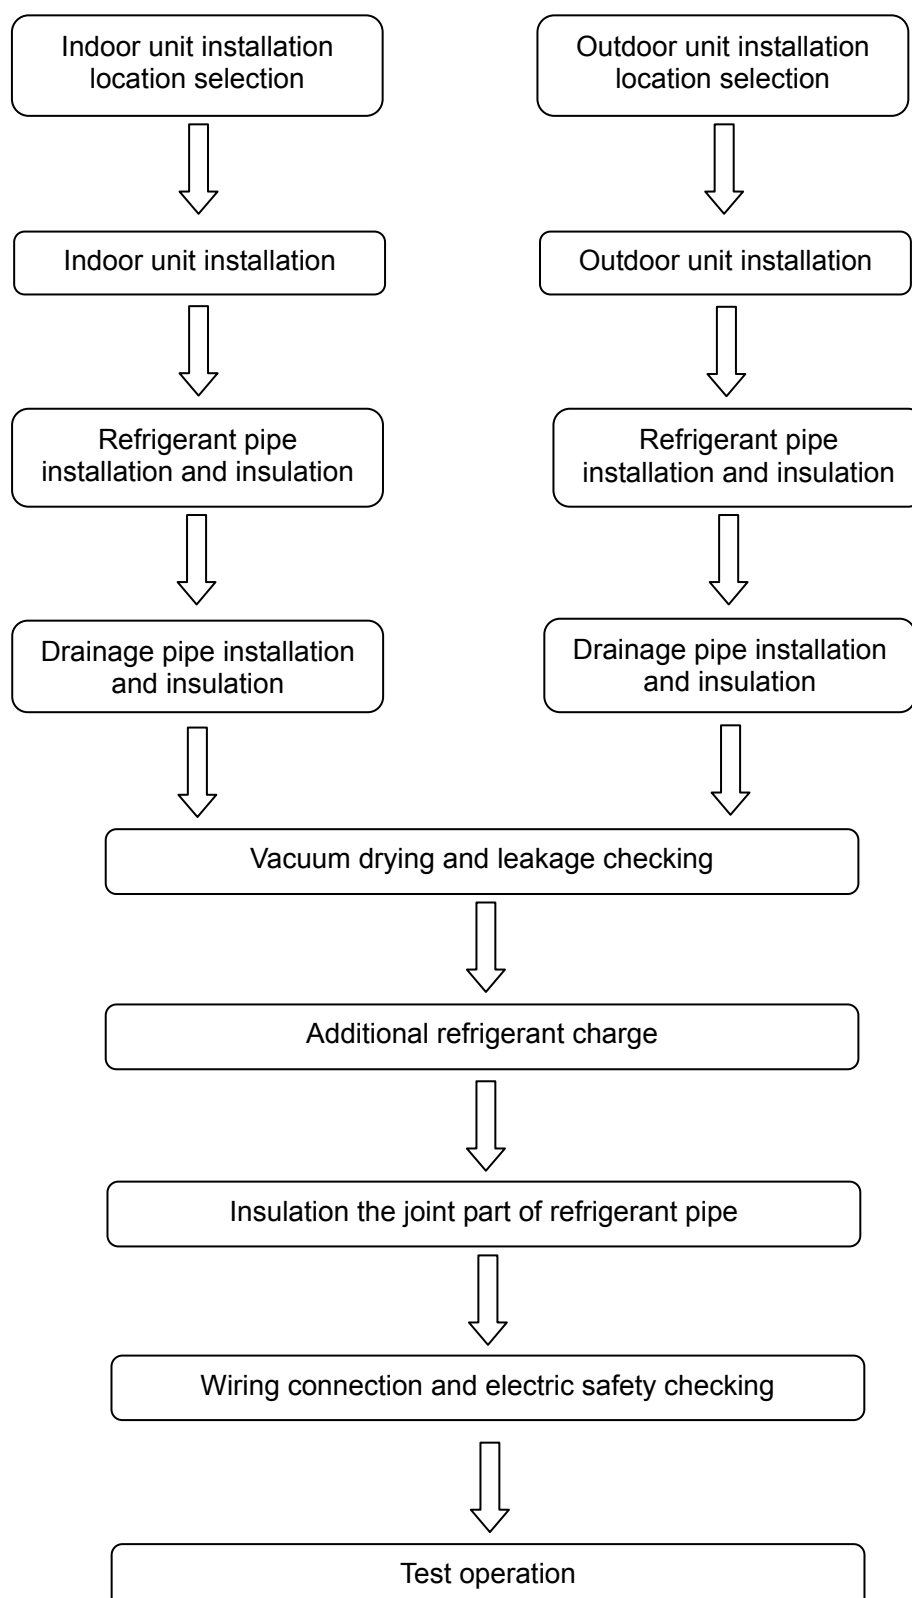 Indoor unit installation
location selection
Outdoor unit installation
location selection
Indoor unit installation
Outdoor unit installation
Refrigerant pipe
installation and insulation
Refrigerant pipe
installation and insulation
Drainage pipe installation
and insulation
Drainage pipe installation
and insulation
Vacuum drying and leakage checking
Additional refrigerant charge
Insulation the joint part of refrigerant pipe
Wiring connection and electric safety checking
Test operation